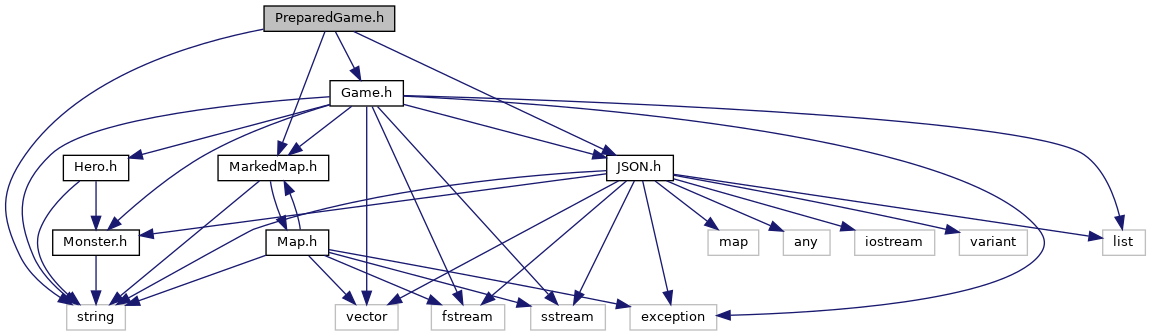 PreparedGame.h
Game.h
Hero.h
MarkedMap.h
JSON.h
Monster.h
Map.h
map
any
iostream
variant
list
string
vector
fstream
sstream
exception